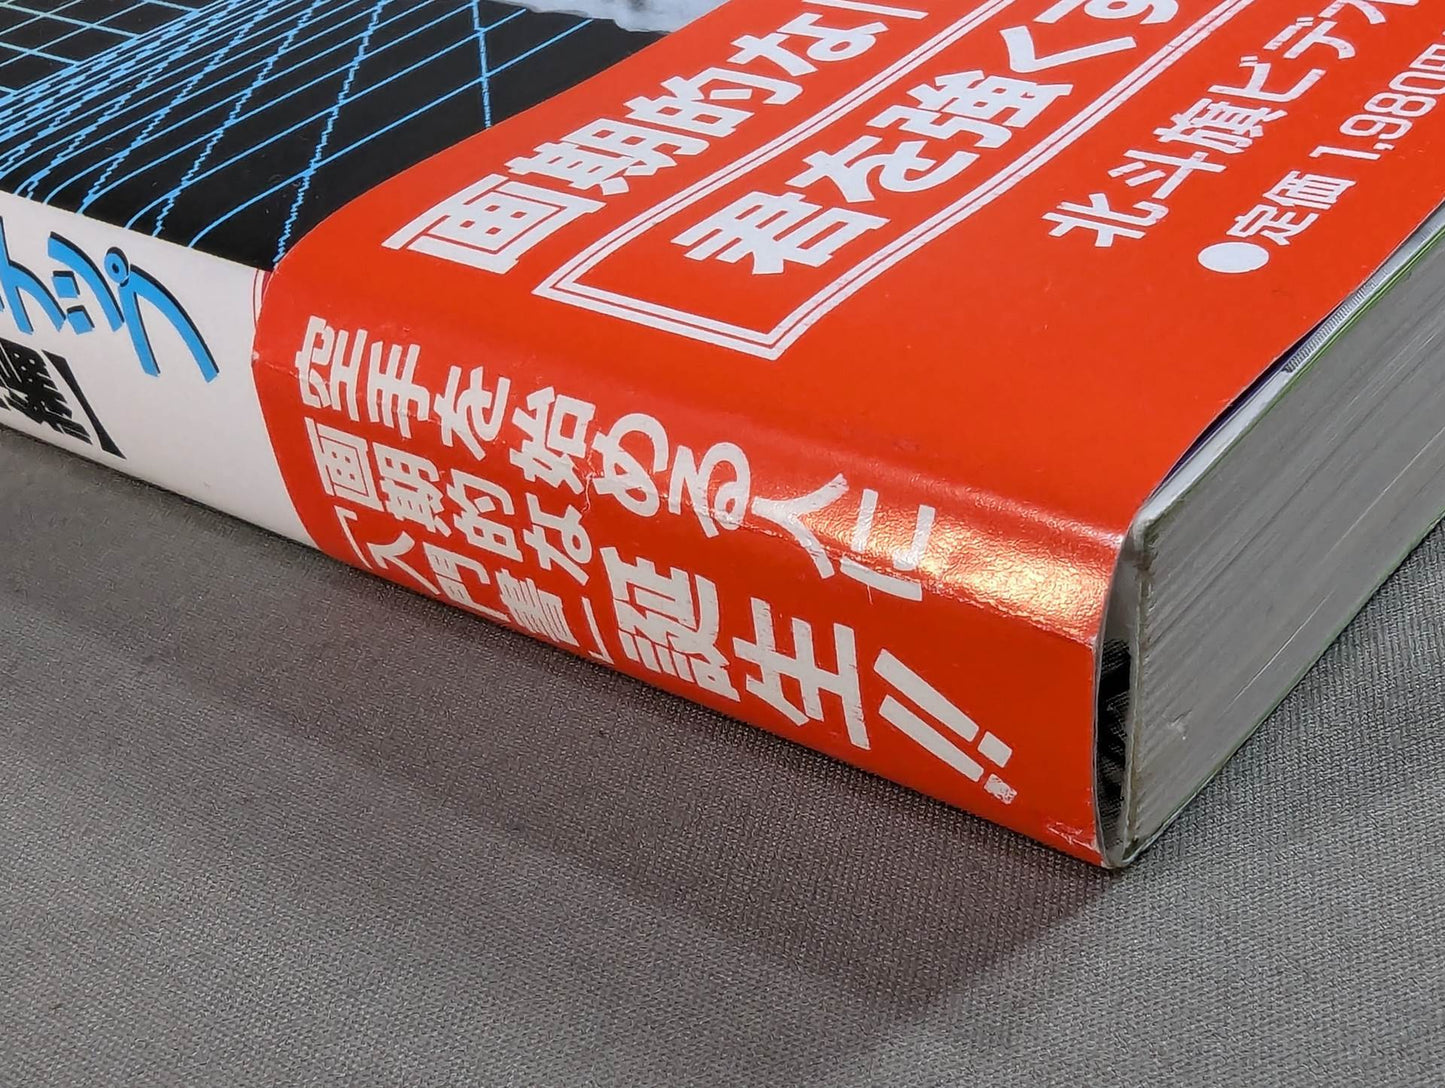 画期的な
君を強くす
北斗旗ビデオ
●定価 1,980円
空手を始める人に
画期的な
「入門書」誕生!!
ップ